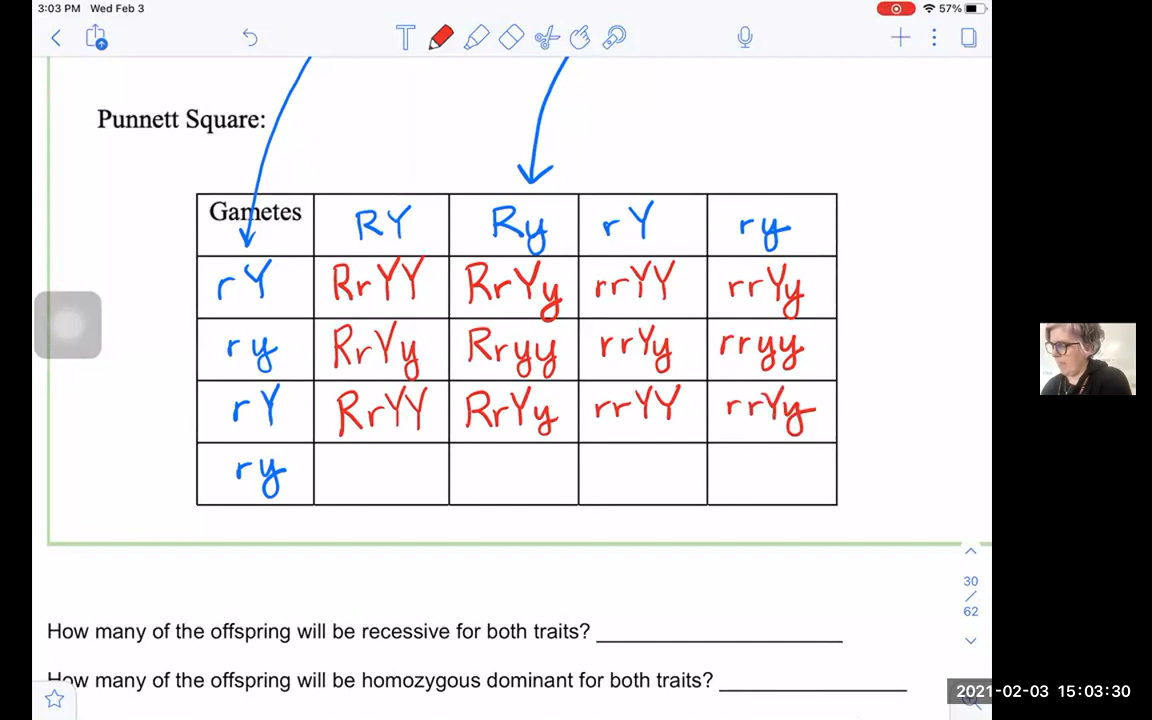 3:03 PM Wed Feb 3
57%
Punnett Square:
Gametes RY Ry rY ry
rY RrYY RrYy rrYY rrYy
ry RrYy Rryy rrYy rryy
rY RrYY RrYy rrYY rrYy
ry
30
/
62
How many of the offspring will be recessive for both traits?
How many of the offspring will be homozygous dominant for both traits?
2021-02-03 15:03:30